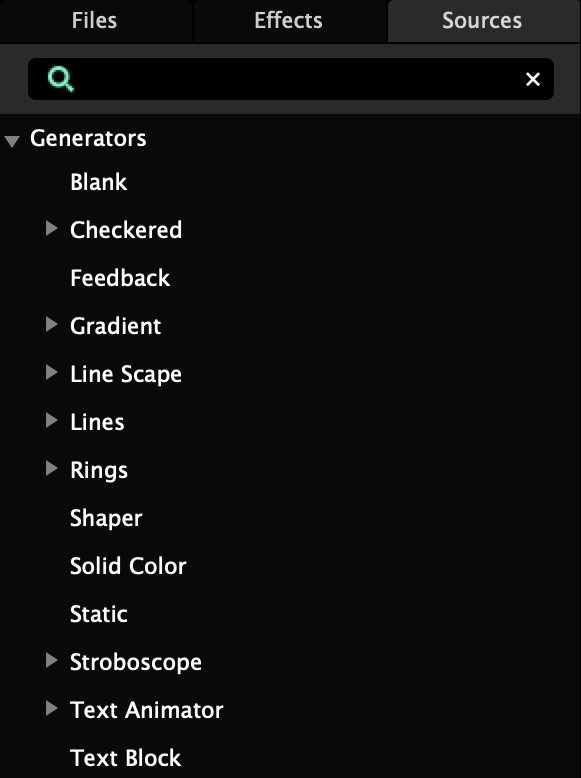 Files Effects Sources
Generators
Blank
Checkered
Feedback
Gradient
Line Scape
Lines
Rings
Shaper
Solid Color
Static
Stroboscope
Text Animator
Text Block